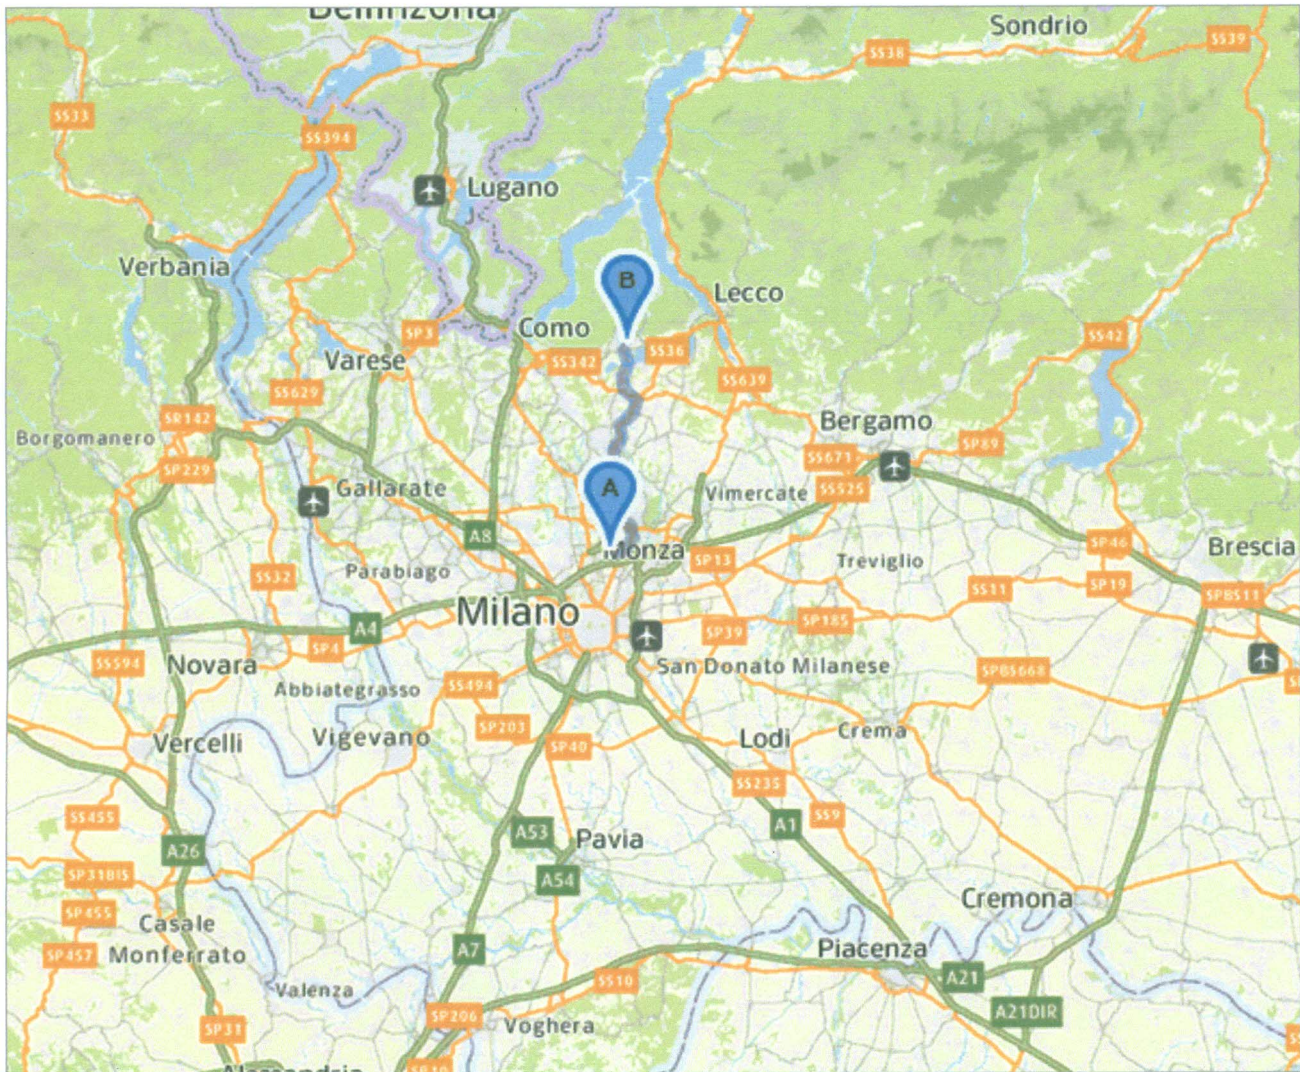 Bellinzona
Sondrio
SS38
SS39
SS33
SS394
Lugano
Verbania
B
Lecco
SP3
Como
SS42
Varese
SS342
SS36
SS639
SS629
SR142
Bergamo
Borgomanero
SP89
SP229
SS671
Gallarate
A
Vimercate
SS525
A8
Monza
SP13
SP46
Brescia
Parabiago
Treviglio
SS32
SS11
SP19
SPBS11
Milano
A4
SP4
SP39
SP185
SS594
Novara
San Donato Milanese
SPBS668
Abbiategrasso
SS494
Vercelli
Vigevano
SP203
SP40
Lodi
Crema
SS235
SS455
A53
Pavia
A1
SS9
A26
SP31BIS
A54
SP455
Cremona
Casale
Monferrato
SP457
A7
Piacenza
SS10
A21
Valenza
A21DIR
SP206
SP31
Voghera
Alessandria